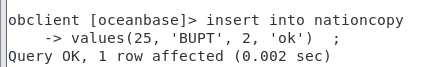 obclient [oceanbase]> insert into nationcopy
    -> values(25, 'BUPT', 2, 'ok')  ;
Query OK, 1 row affected (0.002 sec)